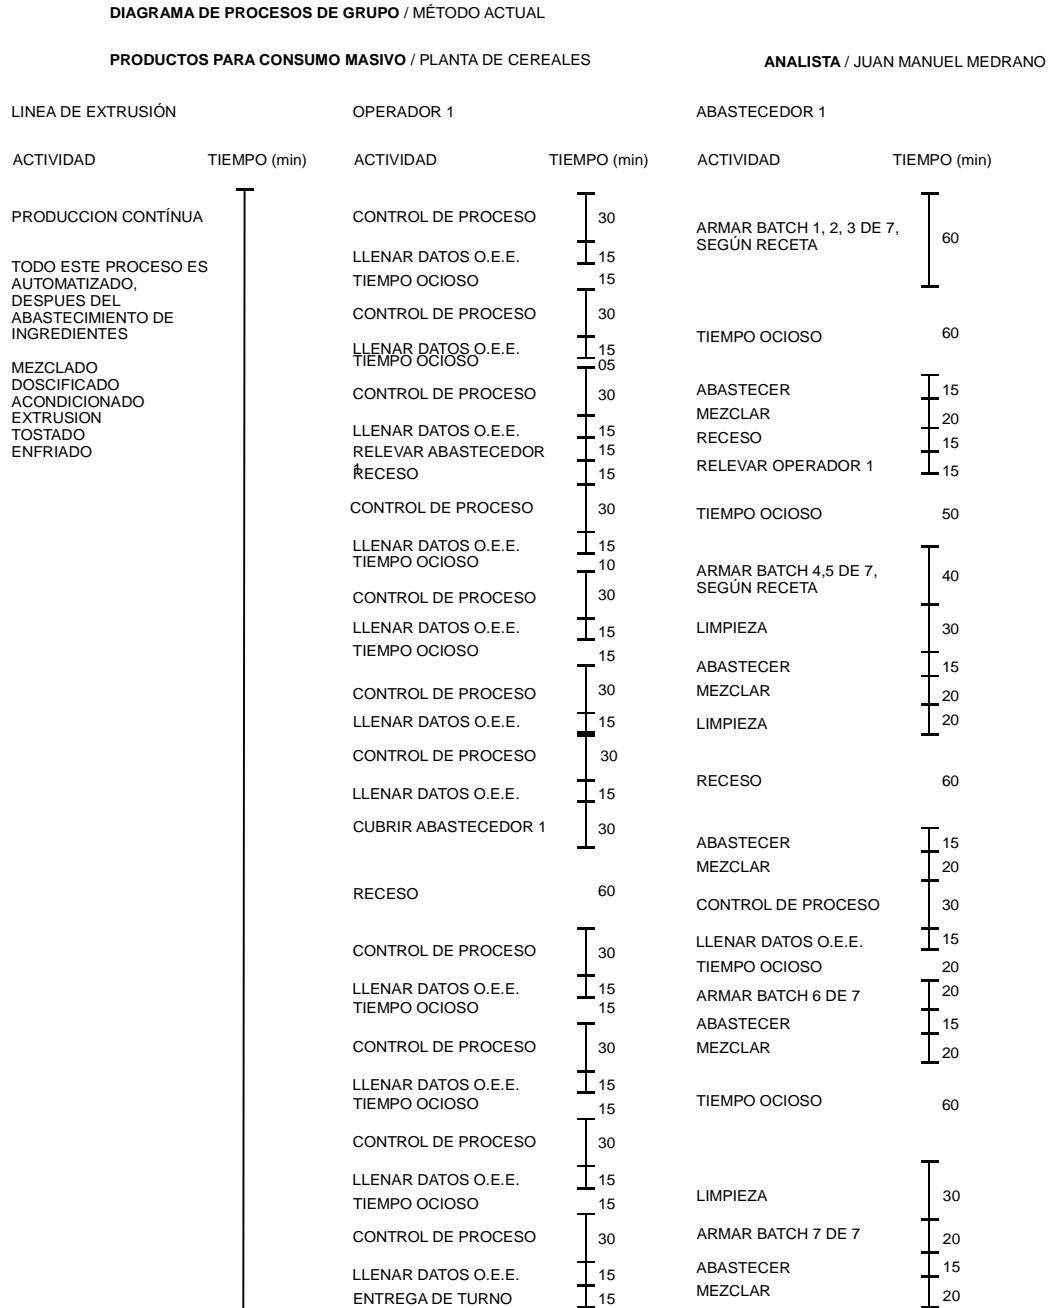 DIAGRAMA DE PROCESOS DE GRUPO / MÉTODO ACTUAL
PRODUCTOS PARA CONSUMO MASIVO / PLANTA DE CEREALES
ANALISTA / JUAN MANUEL MEDRANO
LINEA DE EXTRUSIÓN
ACTIVIDAD TIEMPO (min)
PRODUCCION CONTÍNUA
TODO ESTE PROCESO ES
AUTOMATIZADO,
DESPUES DEL
ABASTECIMIENTO DE
INGREDIENTES
MEZCLADO
DOSCIFICADO
ACONDICIONADO
EXTRUSION
TOSTADO
ENFRIADO
OPERADOR 1
ACTIVIDAD TIEMPO (min)
CONTROL DE PROCESO 30
LLENAR DATOS O.E.E. 15
TIEMPO OCIOSO 15
CONTROL DE PROCESO 30
LLENAR DATOS O.E.E. 15
TIEMPO OCIOSO 05
CONTROL DE PROCESO 30
LLENAR DATOS O.E.E. 15
RELEVAR ABASTECEDOR 15
1
RECESO 15
CONTROL DE PROCESO 30
LLENAR DATOS O.E.E. 15
TIEMPO OCIOSO 10
CONTROL DE PROCESO 30
LLENAR DATOS O.E.E. 15
TIEMPO OCIOSO 15
CONTROL DE PROCESO 30
LLENAR DATOS O.E.E. 15
CONTROL DE PROCESO 30
LLENAR DATOS O.E.E. 15
CUBRIR ABASTECEDOR 1 30
RECESO 60
CONTROL DE PROCESO 30
LLENAR DATOS O.E.E. 15
TIEMPO OCIOSO 15
CONTROL DE PROCESO 30
LLENAR DATOS O.E.E. 15
TIEMPO OCIOSO 15
CONTROL DE PROCESO 30
LLENAR DATOS O.E.E. 15
TIEMPO OCIOSO 15
CONTROL DE PROCESO 30
LLENAR DATOS O.E.E. 15
ENTREGA DE TURNO 15
ABASTECEDOR 1
ACTIVIDAD TIEMPO (min)
ARMAR BATCH 1, 2, 3 DE 7,
SEGÚN RECETA 60
TIEMPO OCIOSO 60
ABASTECER 15
MEZCLAR 20
RECESO 15
RELEVAR OPERADOR 1 15
TIEMPO OCIOSO 50
ARMAR BATCH 4,5 DE 7,
SEGÚN RECETA 40
LIMPIEZA 30
ABASTECER 15
MEZCLAR 20
LIMPIEZA 20
RECESO 60
ABASTECER 15
MEZCLAR 20
CONTROL DE PROCESO 30
LLENAR DATOS O.E.E. 15
TIEMPO OCIOSO 20
ARMAR BATCH 6 DE 7 20
ABASTECER 15
MEZCLAR 20
TIEMPO OCIOSO 60
LIMPIEZA 30
ARMAR BATCH 7 DE 7 20
ABASTECER 15
MEZCLAR 20